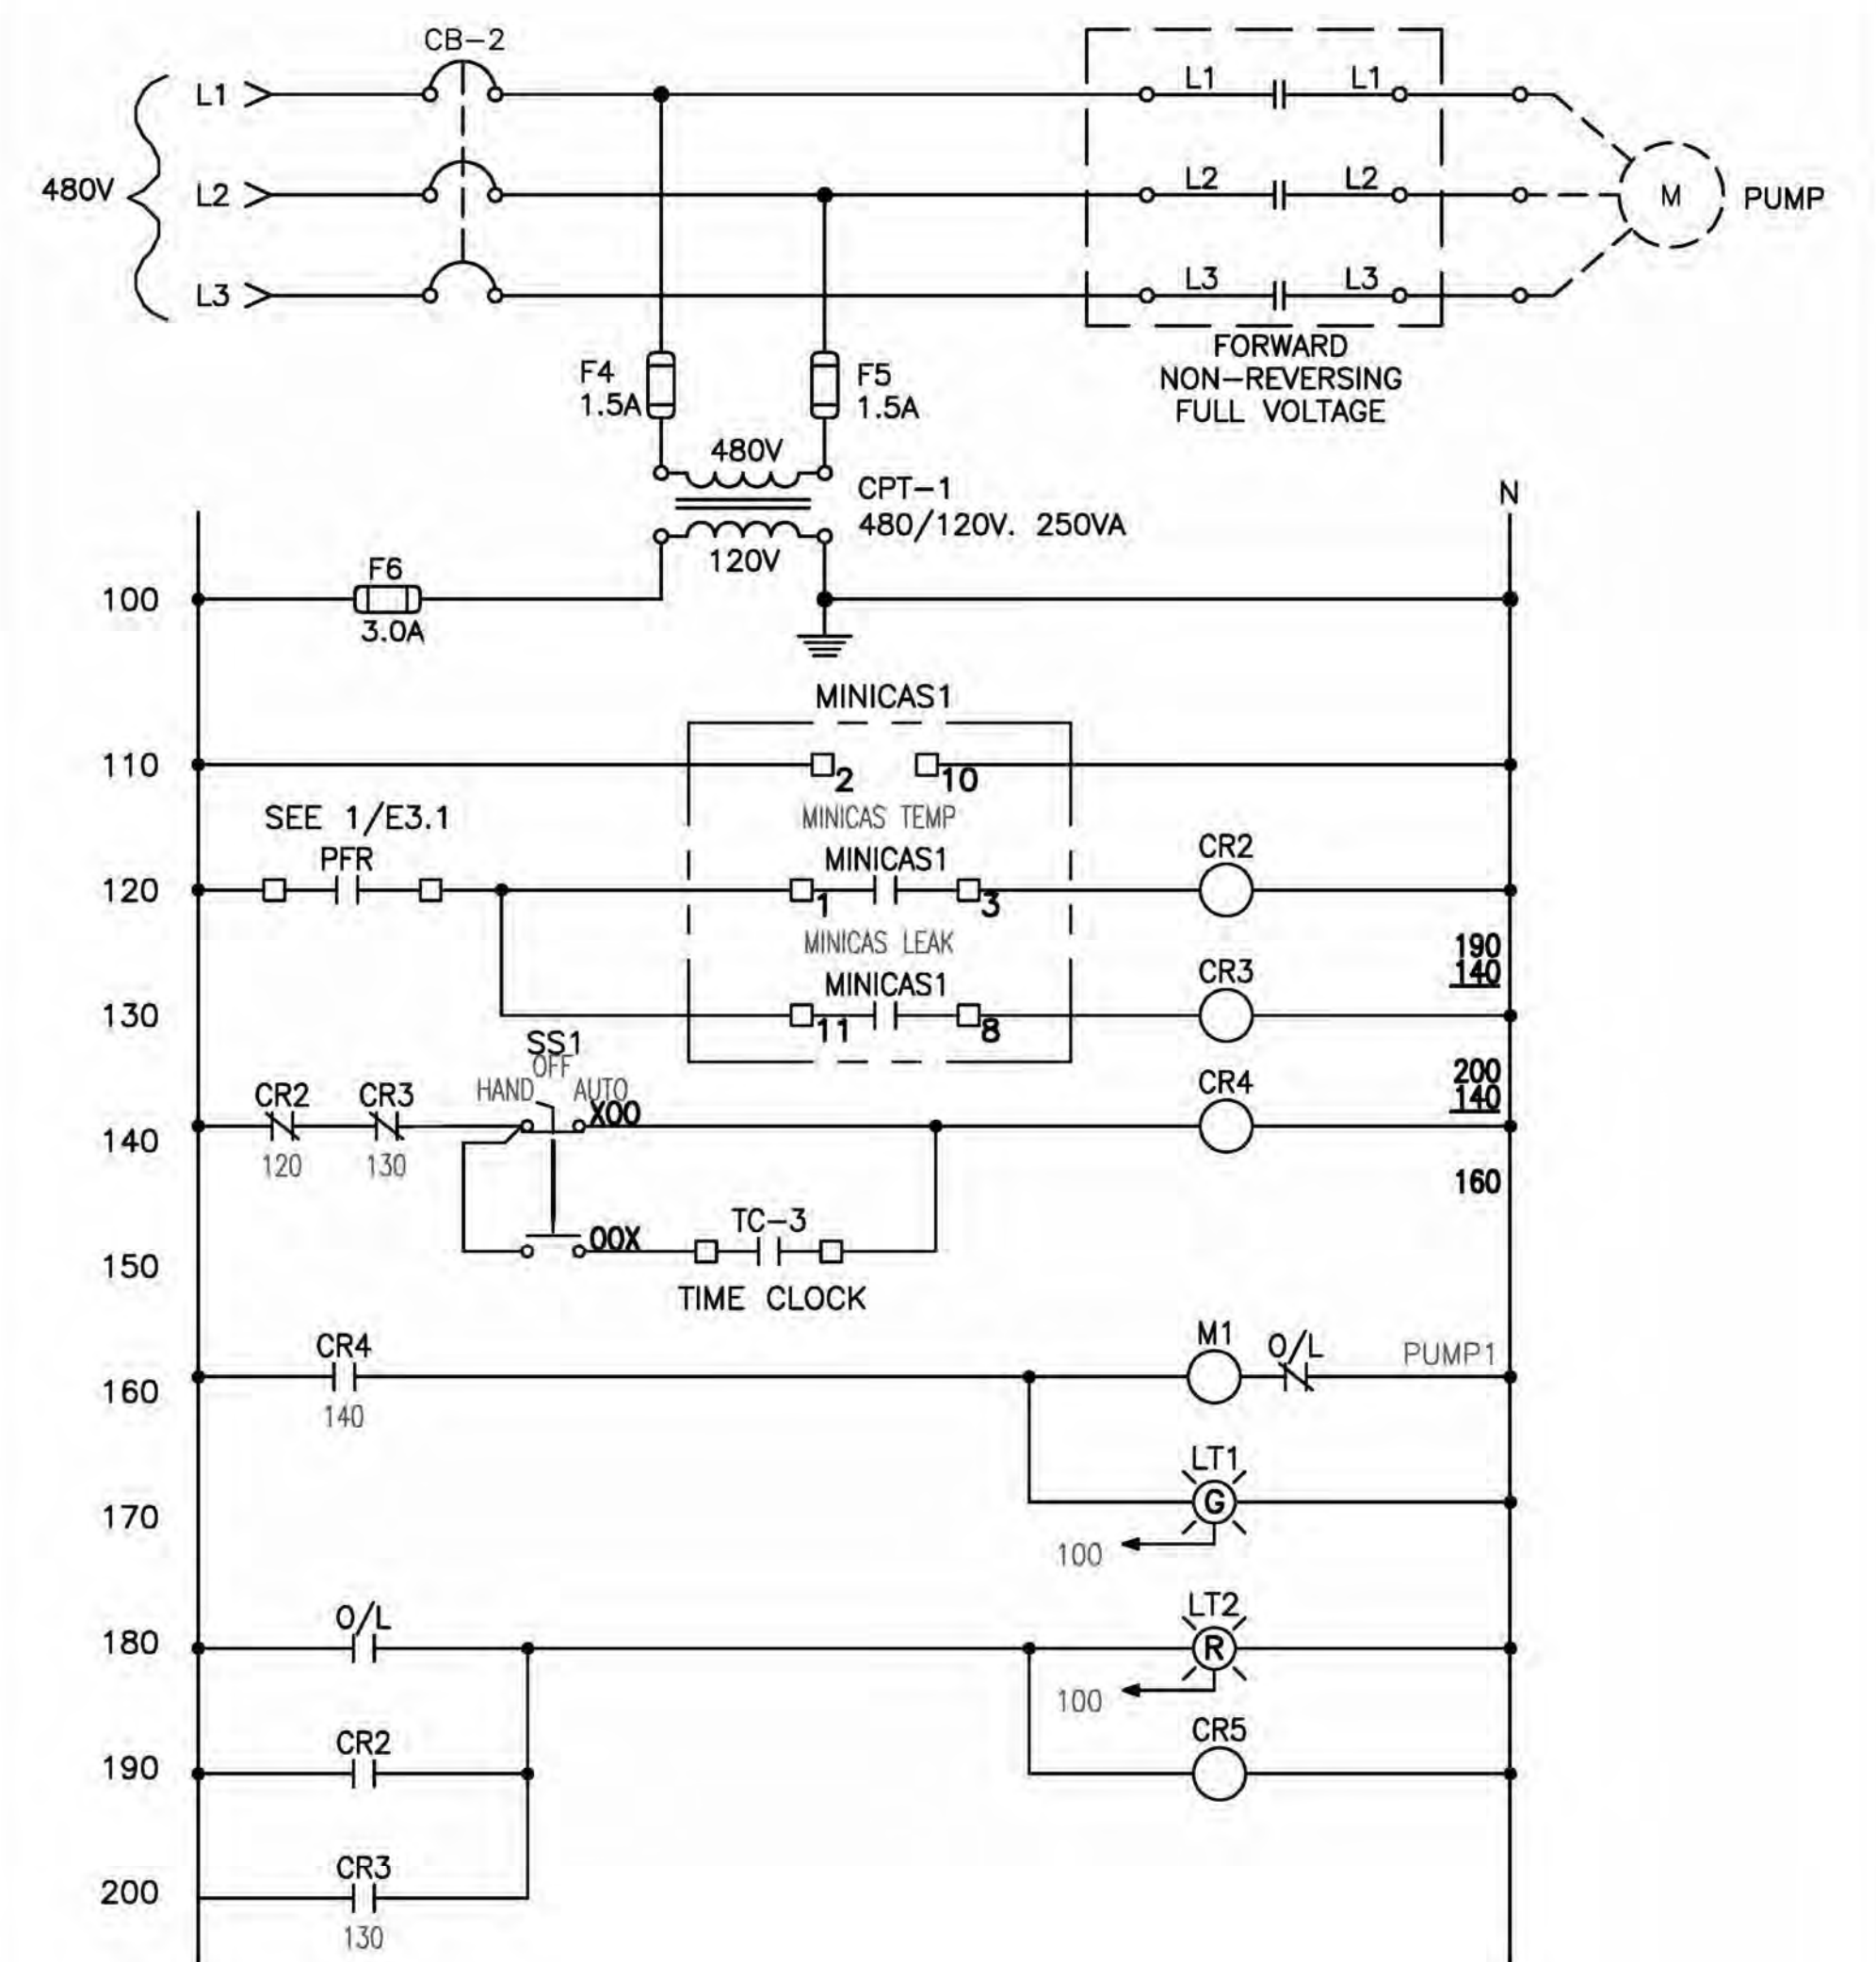 CB-2
480V
L1
L2
L3
L1 L1
L2 L2
L3 L3
M
PUMP
FORWARD
NON-REVERSING
FULL VOLTAGE
F4
1.5A
F5
1.5A
480V
CPT-1
480/120V. 250VA
120V
N
100
F6
3.0A
MINICAS1
110
2 10
MINICAS TEMP
SEE 1/E3.1
PFR
MINICAS1
CR2
120
1 3
MINICAS LEAK
190
140
MINICAS1
CR3
130
11 8
SS1
OFF
HAND AUTO
X00
200
140
CR2 CR3
CR4
140
120 130
160
00X
TC-3
150
TIME CLOCK
CR4
M1
O/L
PUMP1
160
140
LT1
G
170
100
O/L
LT2
180
R
100
CR2
CR5
190
CR3
200
130